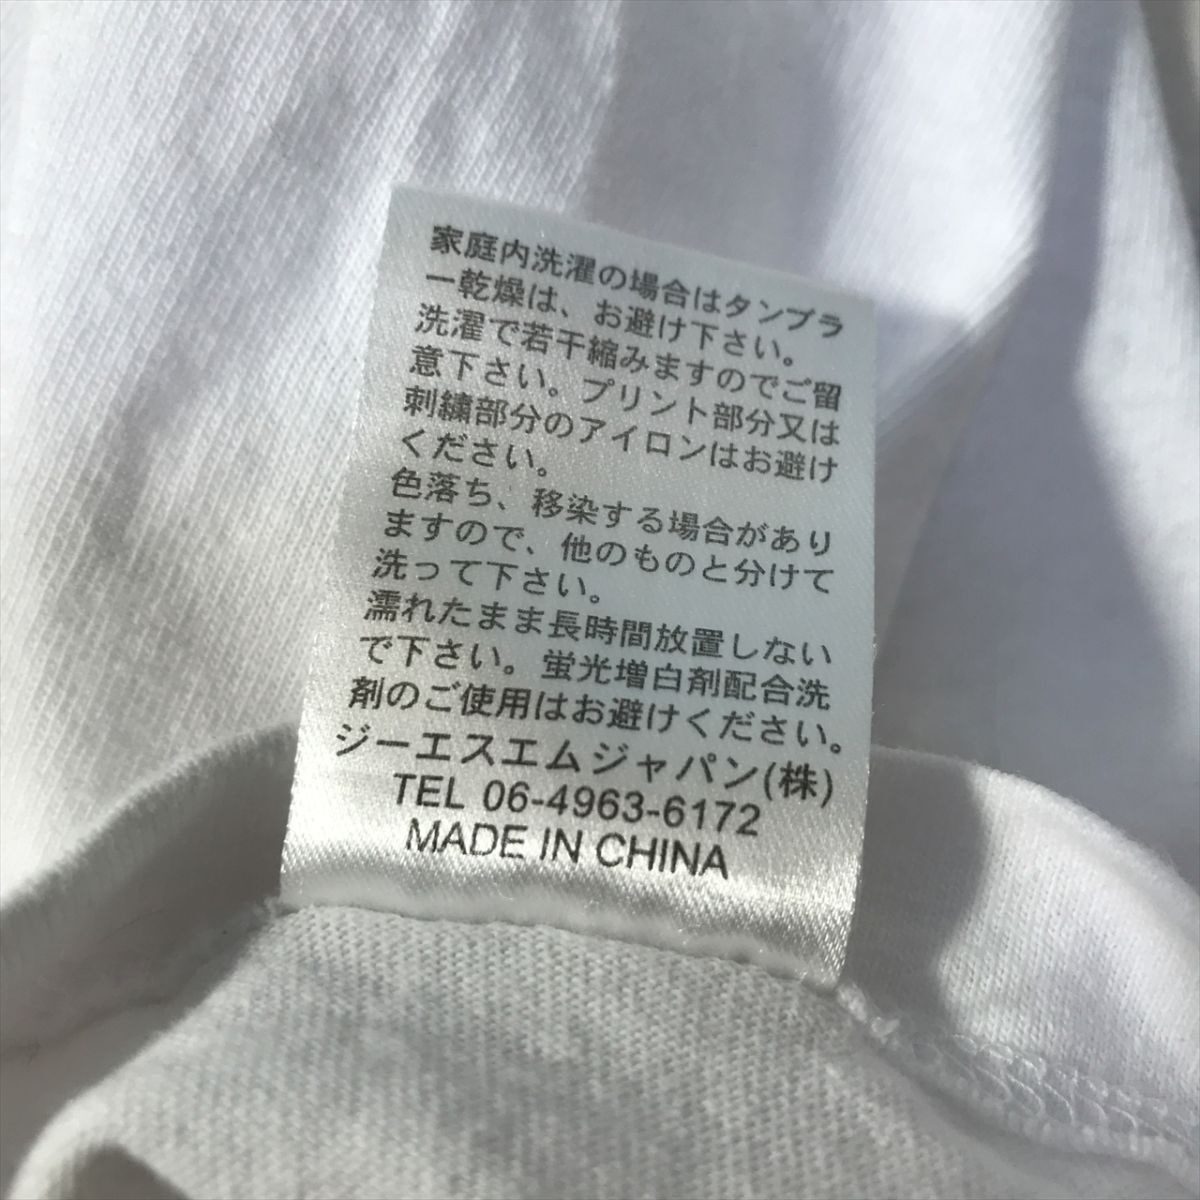 家庭内洗濯の場合はタンブラ
ー乾燥は、お避け下さい。
洗濯で若干縮みますのでご留
意下さい。プリント部分又は
刺繍部分のアイロンはお避け
ください。
色落ち、移染する場合があり
ますので、他のものと分けて
洗って下さい。
濡れたまま長時間放置しない
で下さい。蛍光増白剤配合洗
剤のご使用はお避けください。
ジーエスエムジャパン(株)
TEL 06-4963-6172
MADE IN CHINA